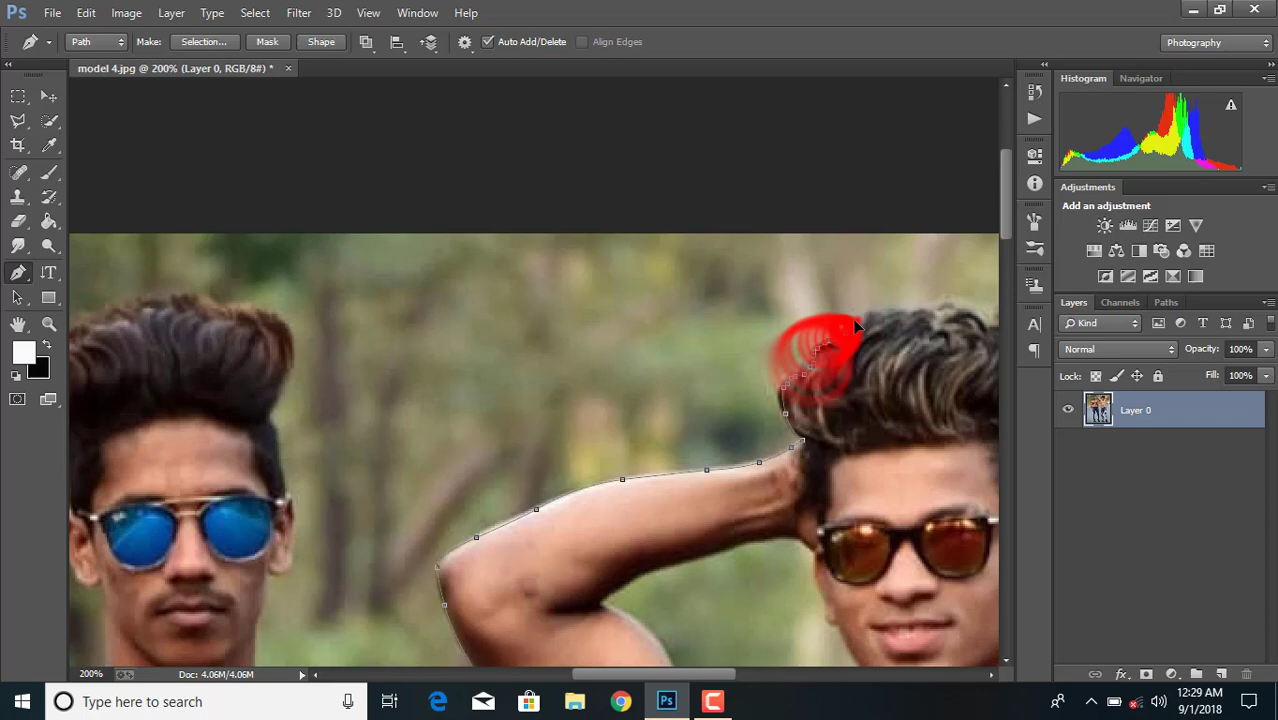 Ps File Edit Image Layer Type Select Filter 3D View Window Help
Path Make: Selection... Mask Shape Auto Add/Delete Align Edges Photography
model 4.jpg @ 200% (Layer 0, RGB/8#) *
Histogram Navigator
Adjustments
Add an adjustment
Layers Channels Paths
Kind
Normal Opacity: 100%
Lock: Fill: 100%
Layer 0
200% Doc: 4.06M/4.06M
Type here to search
Ps
12:29 AM
9/1/2018